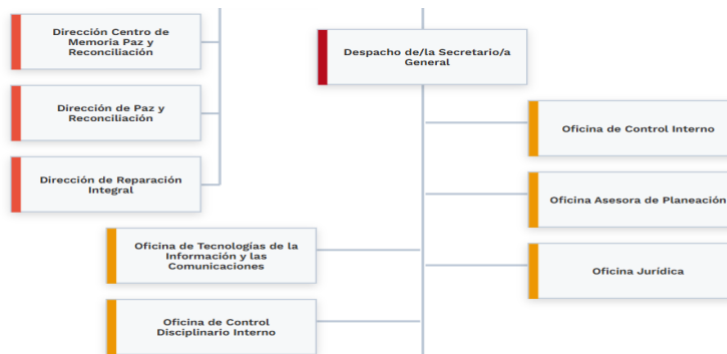 Dirección Centro de
Memoria Paz y
Reconciliación
Despacho de/la Secretario/a
General
Dirección de Paz y
Reconciliación
Oficina de Control Interno
Dirección de Reparación
Integral
Oficina Asesora de Planeación
Oficina de Tecnologías de la
Información y las
Comunicaciones
Oficina Jurídica
Oficina de Control
Disciplinario Interno